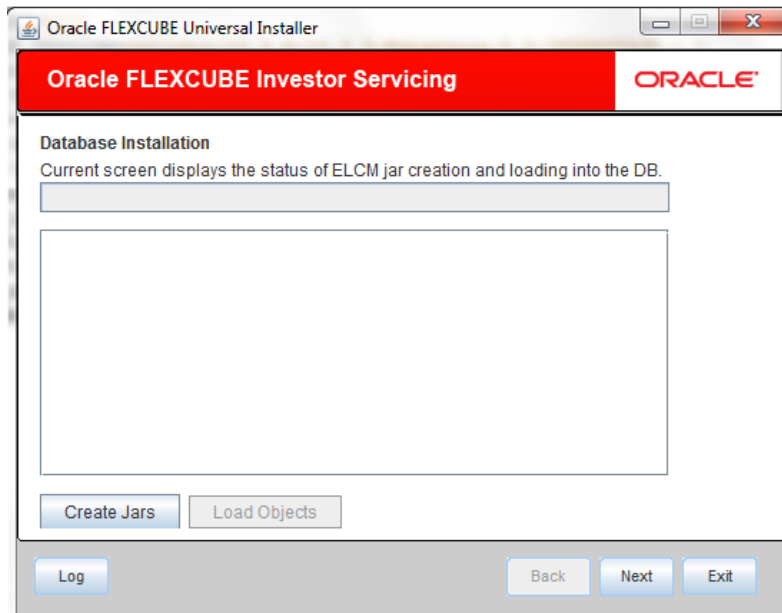 Oracle FLEXCUBE Universal Installer
Oracle FLEXCUBE Investor Servicing
ORACLE
Database Installation
Current screen displays the status of ELCM jar creation and loading into the DB.
Create Jars Load Objects
Log Back Next Exit